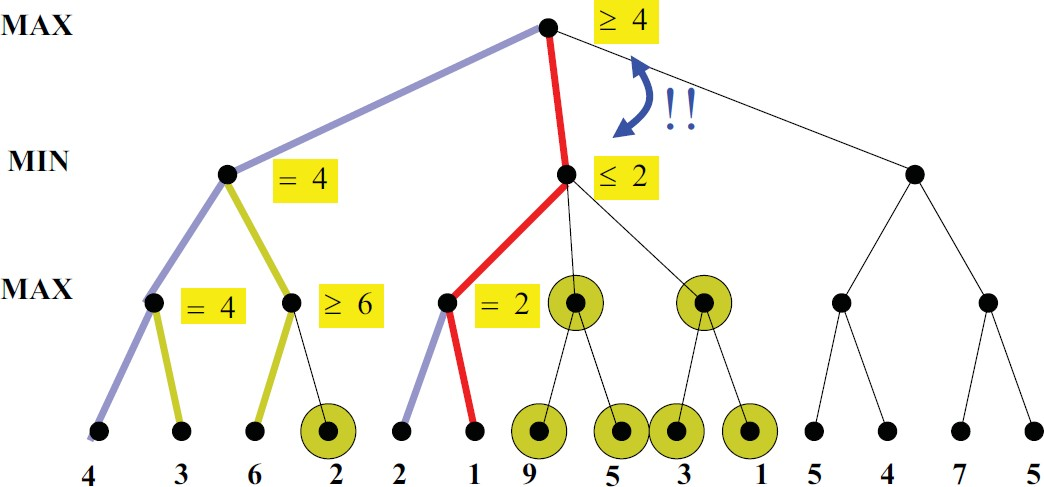 MAX
≥ 4
!!
MIN
= 4
≤ 2
MAX
= 4
≥ 6
= 2
4 3 6 2 2 1 9 5 3 1 5 4 7 5